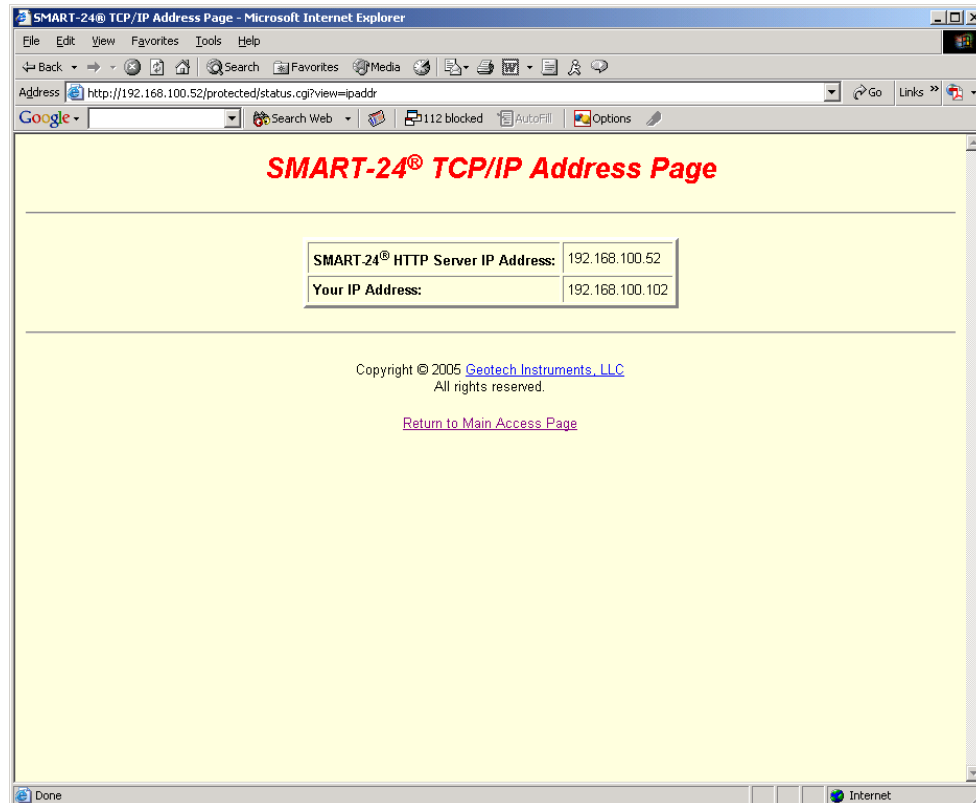 SMART-24® TCP/IP Address Page - Microsoft Internet Explorer
File Edit View Favorites Tools Help
Back Search Favorites Media
Address http://192.168.100.52/protected/status.cgi?view=ipaddr Go Links »
Google Search Web 112 blocked AutoFill Options
SMART-24® TCP/IP Address Page
SMART-24® HTTP Server IP Address: 192.168.100.52
Your IP Address: 192.168.100.102
Copyright © 2005 Geotech Instruments, LLC
All rights reserved.
Return to Main Access Page
Done Internet